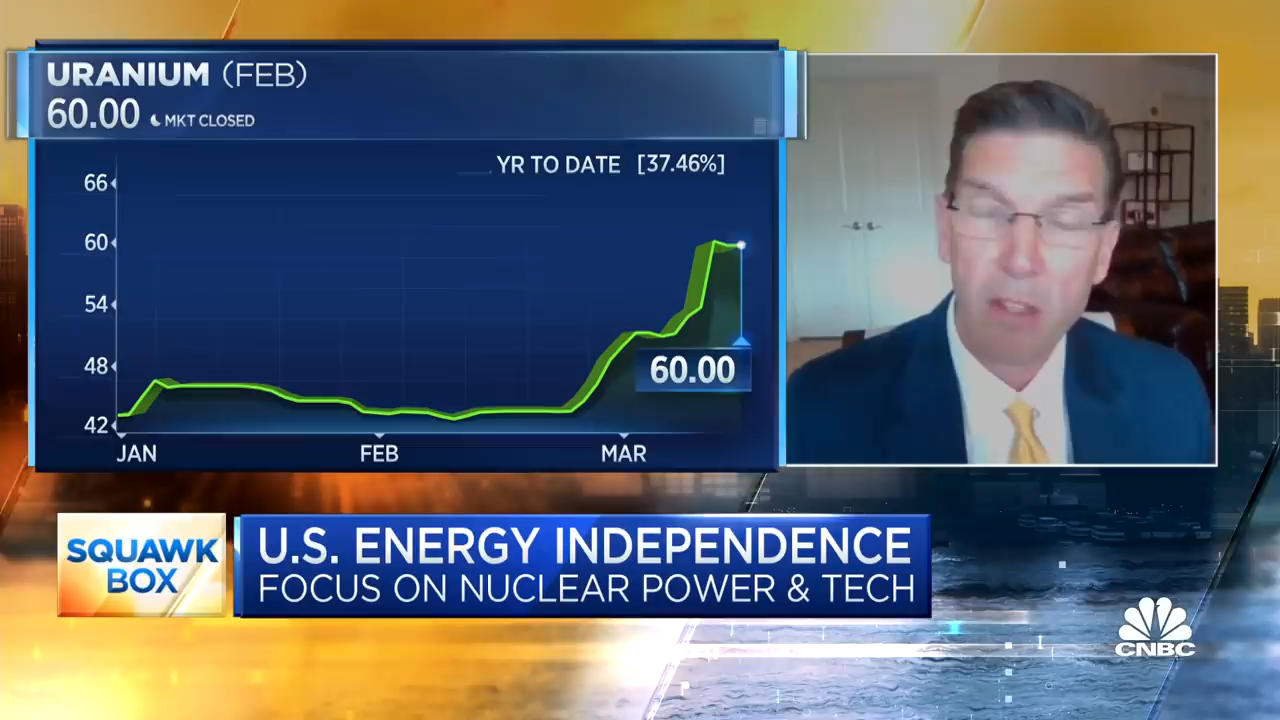 URANIUM (FEB)
60.00 MKT CLOSED
YR TO DATE [37.46%]
66
60
54
48
42
60.00
JAN FEB MAR
SQUAWK
BOX
U.S. ENERGY INDEPENDENCE
FOCUS ON NUCLEAR POWER & TECH
CNBC